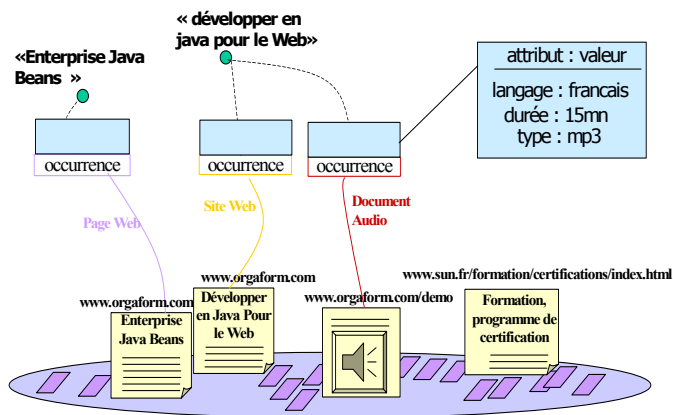 « développer en
java pour le Web»
«Enterprise Java
Beans »
attribut : valeur
langage : francais
durée : 15mn
type : mp3
occurrence
occurrence
occurrence
Page Web
Site Web
Document
Audio
www.sun.fr/formation/certifications/index.html
www.orgaform.com
www.orgaform.com
www.orgaform.com/demo
Enterprise
Java Beans
Développer
en Java Pour
le Web
Formation,
programme de
certification